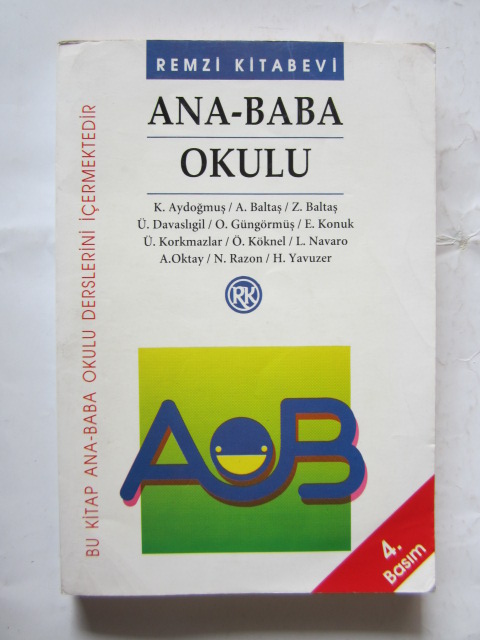 REMZİ KİTABEVİ
ANA-BABA
OKULU
K. Aydoğmuş / A. Baltaş / Z. Baltaş
Ü. Davaslıgil / O. Güngörmüş / E. Konuk
Ü. Korkmazlar / Ö. Köknel / L. Navaro
A.Oktay / N. Razon / H. Yavuzer
RK
BU KİTAP ANA-BABA OKULU DERSLERİNİ İÇERMEKTEDİR
AOB
4.
Basım